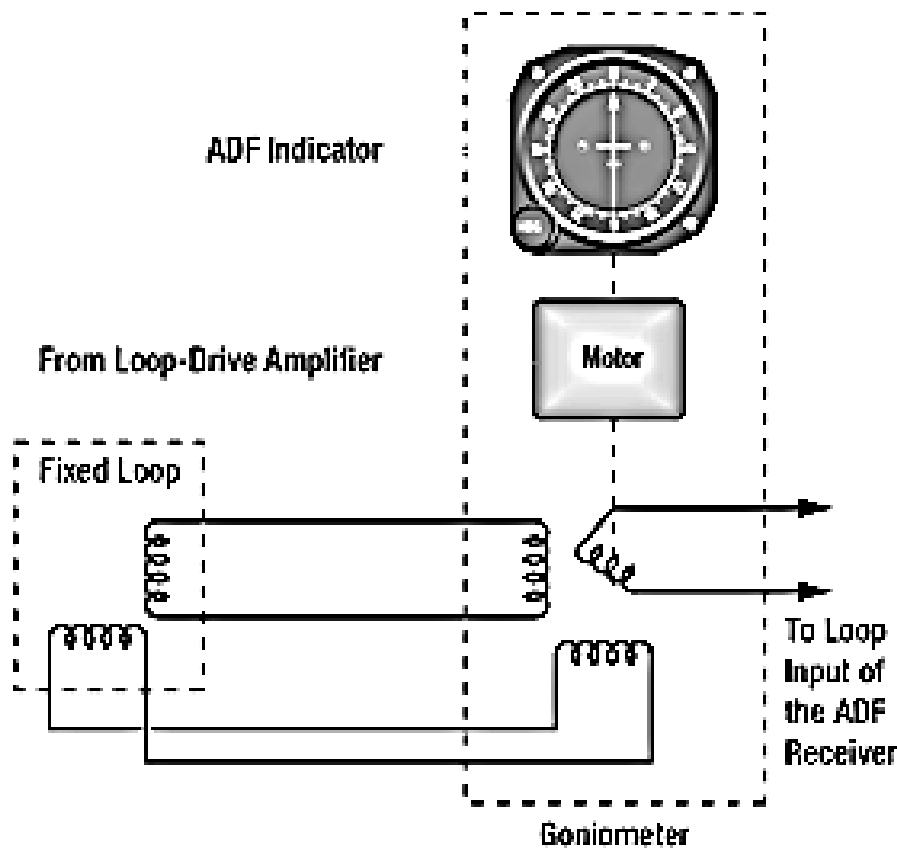 ADF Indicator
Motor
From Loop-Drive Amplifier
Fixed Loop
To Loop
Input of
the ADF
Receiver
Goniometer